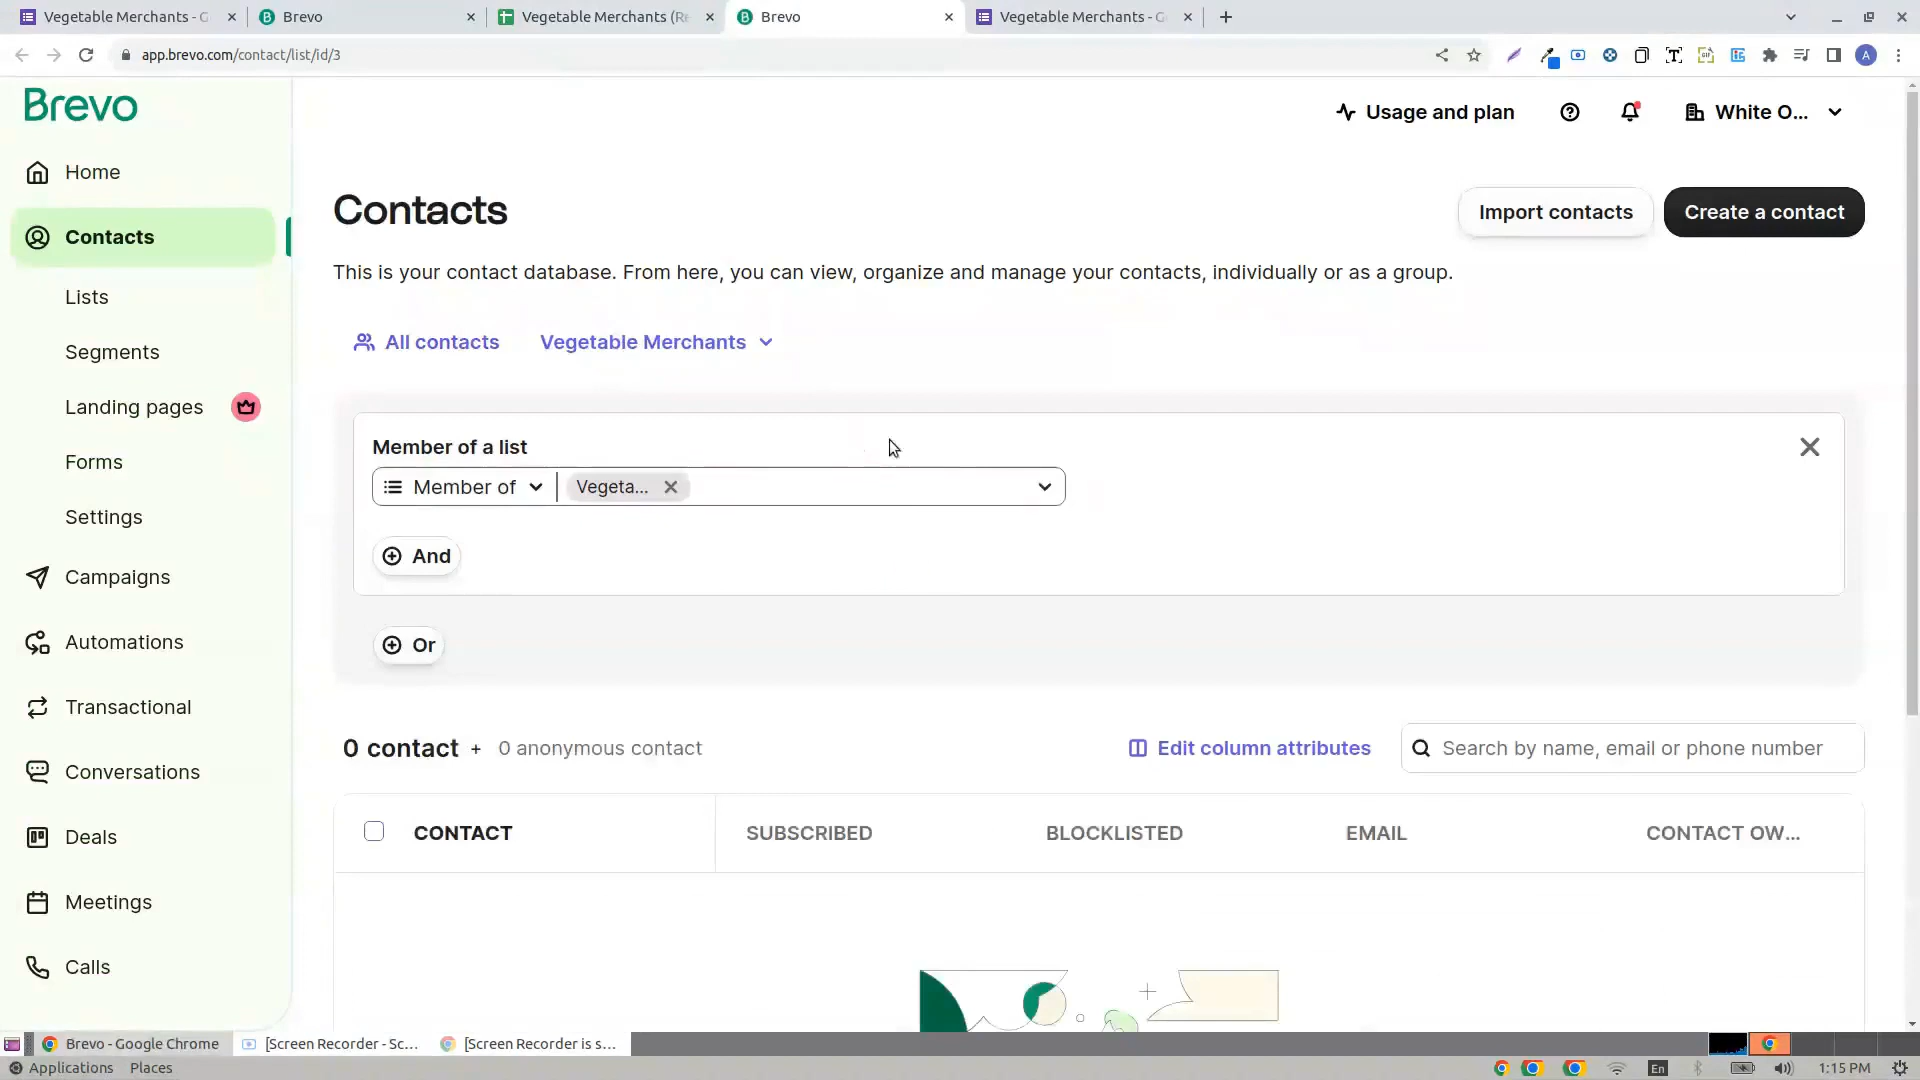 Vegetable Merchants - G
Brevo
Vegetable Merchants (Re
Brevo
Vegetable Merchants - G
app.brevo.com/contact/list/id/3
A
Brevo
Usage and plan
White O...
Home
Contacts
Lists
Segments
Landing pages
Forms
Settings
Campaigns
Automations
Transactional
Conversations
Deals
Meetings
Calls
Contacts
Import contacts
Create a contact
This is your contact database. From here, you can view, organize and manage your contacts, individually or as a group.
All contacts
Vegetable Merchants
Member of a list
Member of
Vegeta...
And
Or
0 contact + 0 anonymous contact
Edit column attributes
Search by name, email or phone number
CONTACT
SUBSCRIBED
BLOCKLISTED
EMAIL
CONTACT OW...
Brevo - Google Chrome
[Screen Recorder - Sc...
[Screen Recorder is s...
Applications
Places
En
1:15 PM